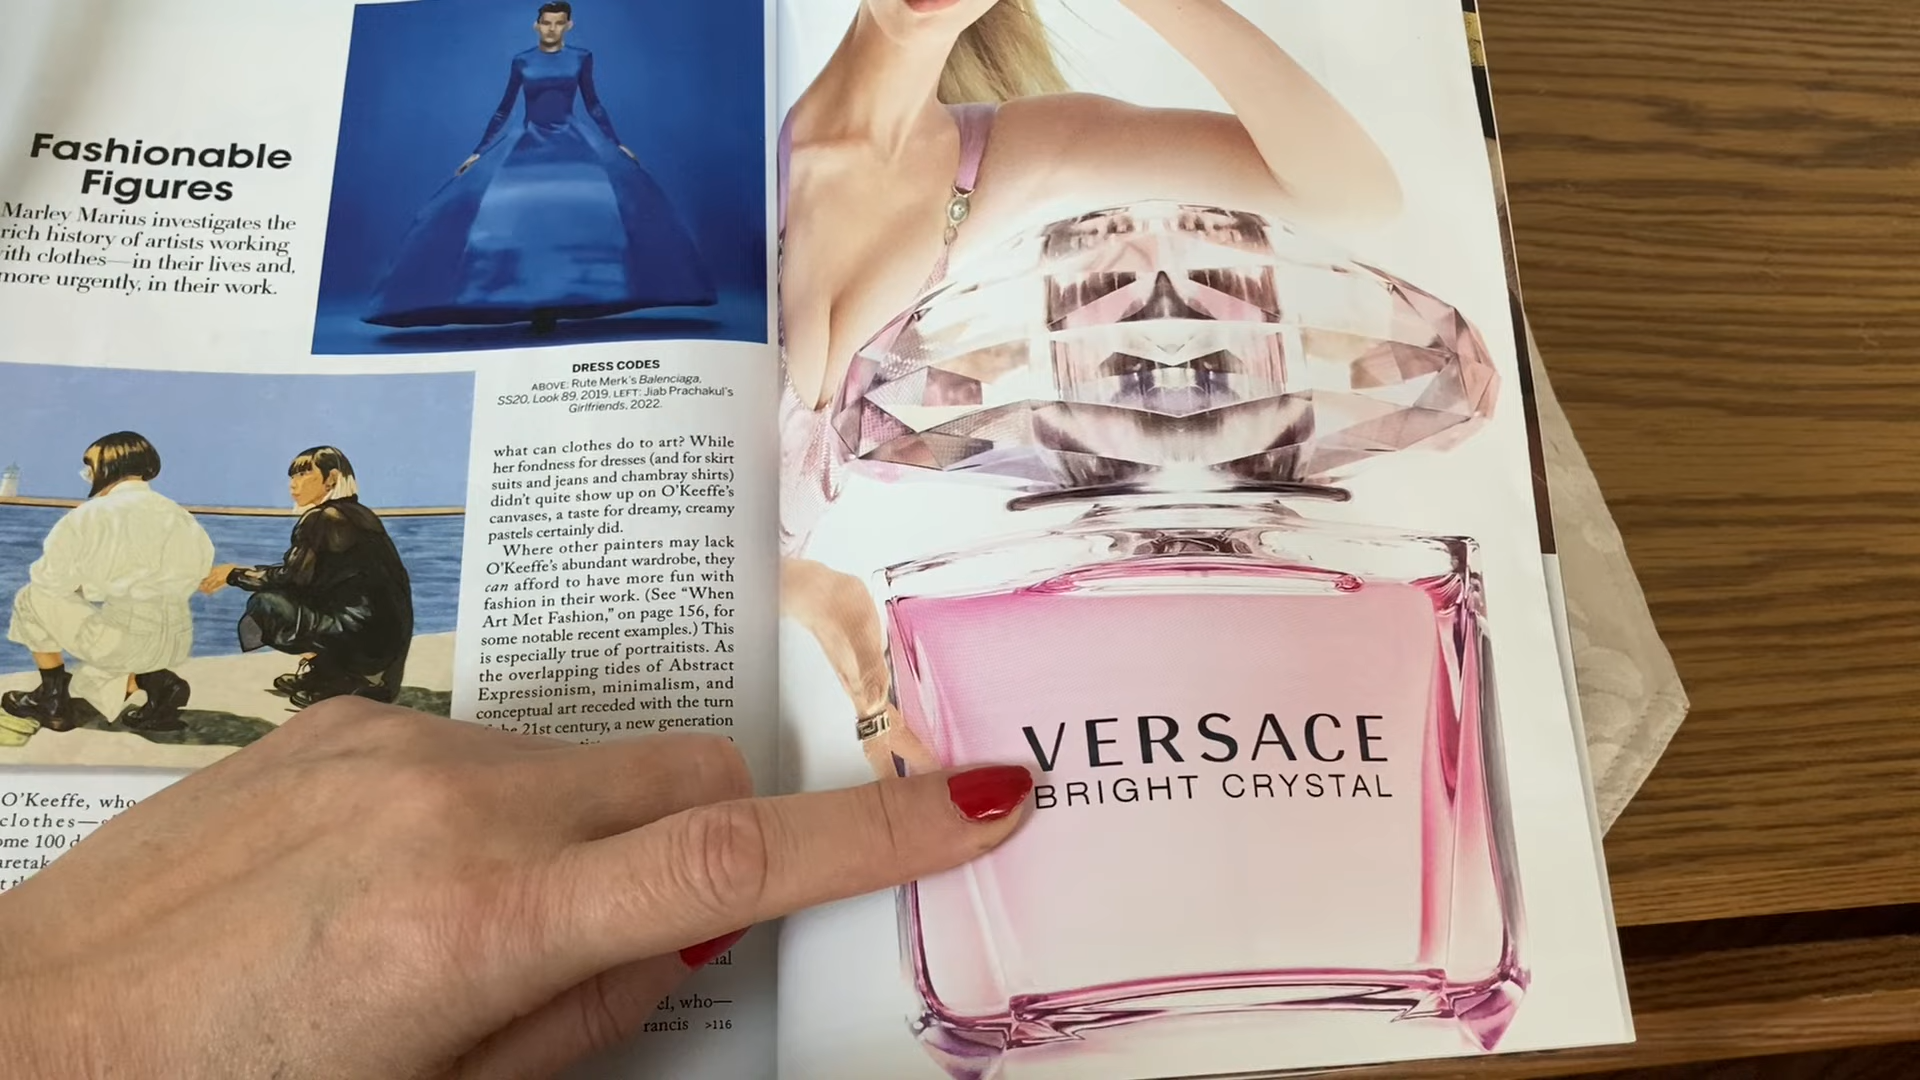 Fashionable
Figures
Marley Marius investigates the
rich history of artists working
with clothes—in their lives and,
more urgently, in their work.
DRESS CODES
ABOVE: Rute Merk's Balenciaga,
SS20, Look 89, 2019. LEFT: Jiab Prachakul's
Girlfriends, 2022.
what can clothes do to art? While
her fondness for dresses (and for skirt
suits and jeans and chambray shirts)
didn't quite show up on O'Keeffe's
canvases, a taste for dreamy, creamy
pastels certainly did.
Where other painters may lack
O'Keeffe's abundant wardrobe, they
can afford to have more fun with
fashion in their work. (See "When
Art Met Fashion," on page 156, for
some notable recent examples.) This
is especially true of portraitists. As
the overlapping tides of Abstract
Expressionism, minimalism, and
conceptual art receded with the turn
21st century, a new generation
who—
>116
O'Keeffe, who
clothes—
100
VERSACE
BRIGHT CRYSTAL